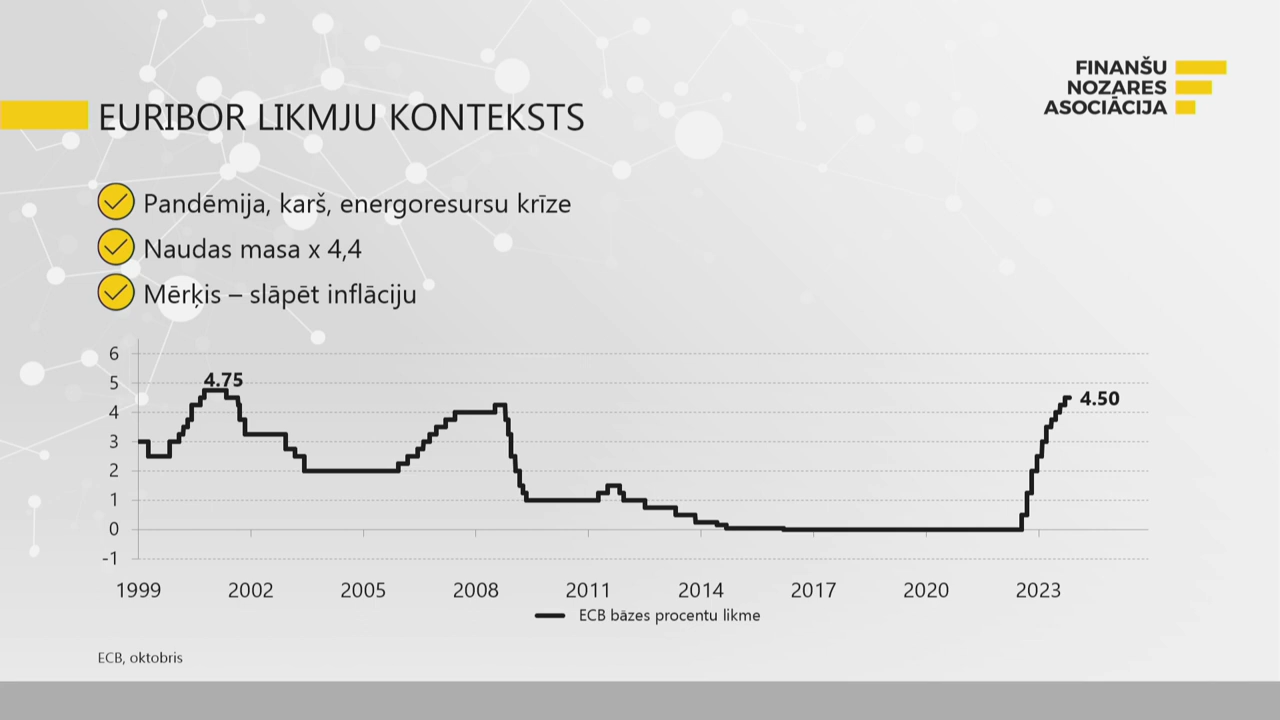 FINANŠU
NOZARES
ASOCIĀCIJA
EURIBOR LIKMJU KONTEKSTS
Pandēmija, karš, energoresursu krīze
Naudas masa x 4,4
Mērķis – slāpēt inflāciju
6
5
4
3
2
1
0
-1
4.75
4.50
1999 2002 2005 2008 2011 2014 2017 2020 2023
ECB bāzes procentu likme
ECB, oktobris